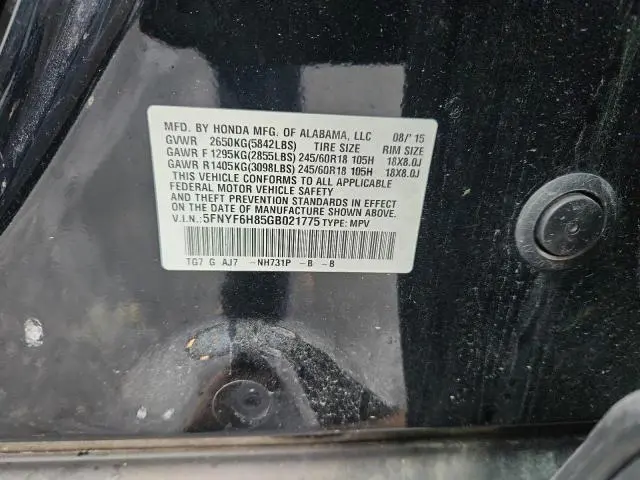 MFD. BY HONDA MFG. OF ALABAMA, LLC 08/'15
GVWR 2650KG(5842LBS) TIRE SIZE RIM SIZE
GAWR F 1295KG(2855LBS) 245/60R18 105H 18X8.0J
GAWR R 1405KG(3098LBS) 245/60R18 105H 18X8.0J
THIS VEHICLE CONFORMS TO ALL APPLICABLE
FEDERAL MOTOR VEHICLE SAFETY, BUMPER,
AND THEFT PREVENTION STANDARDS IN EFFECT
ON THE DATE OF MANUFACTURE SHOWN ABOVE.
V.I.N.: 5FNYF6H85GB021775 TYPE: MPV
TG7 G AJ7 -NH731P -B -B